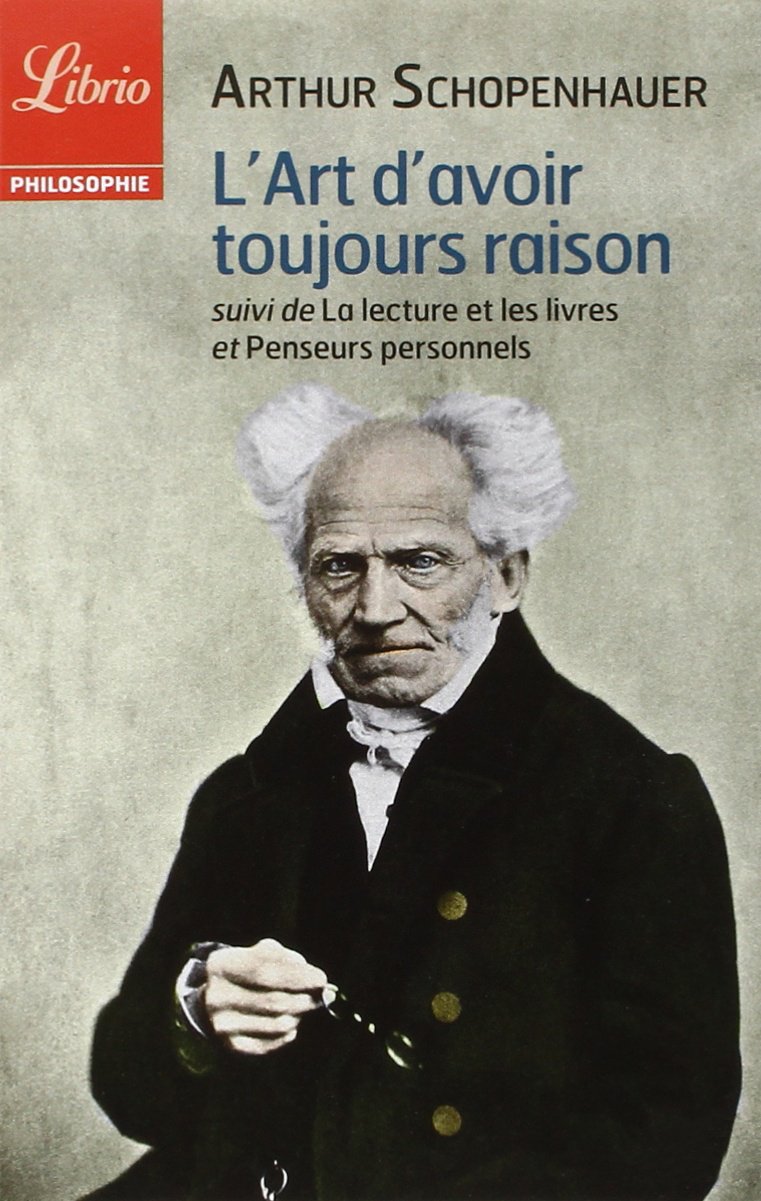 Librio
PHILOSOPHIE
ARTHUR SCHOPENHAUER
L'Art d'avoir
toujours raison
suivi de La lecture et les livres
et Penseurs personnels